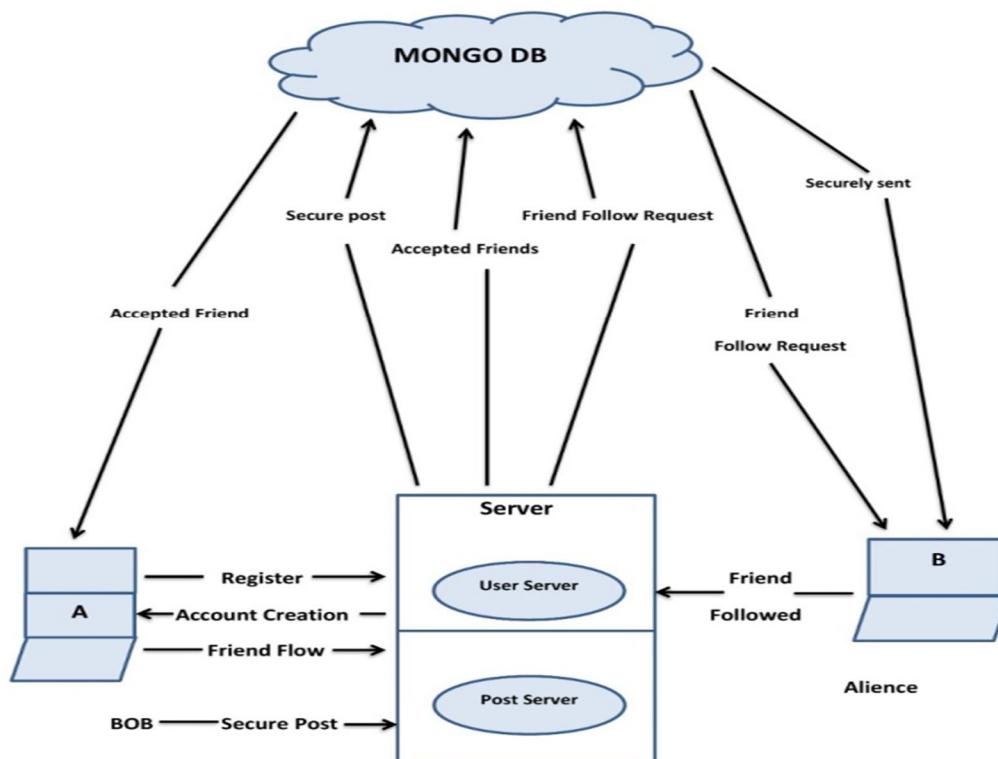 MONGO DB
Securely sent
Secure post
Friend Follow Request
Accepted Friends
Accepted Friend
Friend
Follow Request
Server
B
Register
User Server
Friend
A
Account Creation
Followed
Friend Flow
Alience
Post Server
BOB
Secure Post